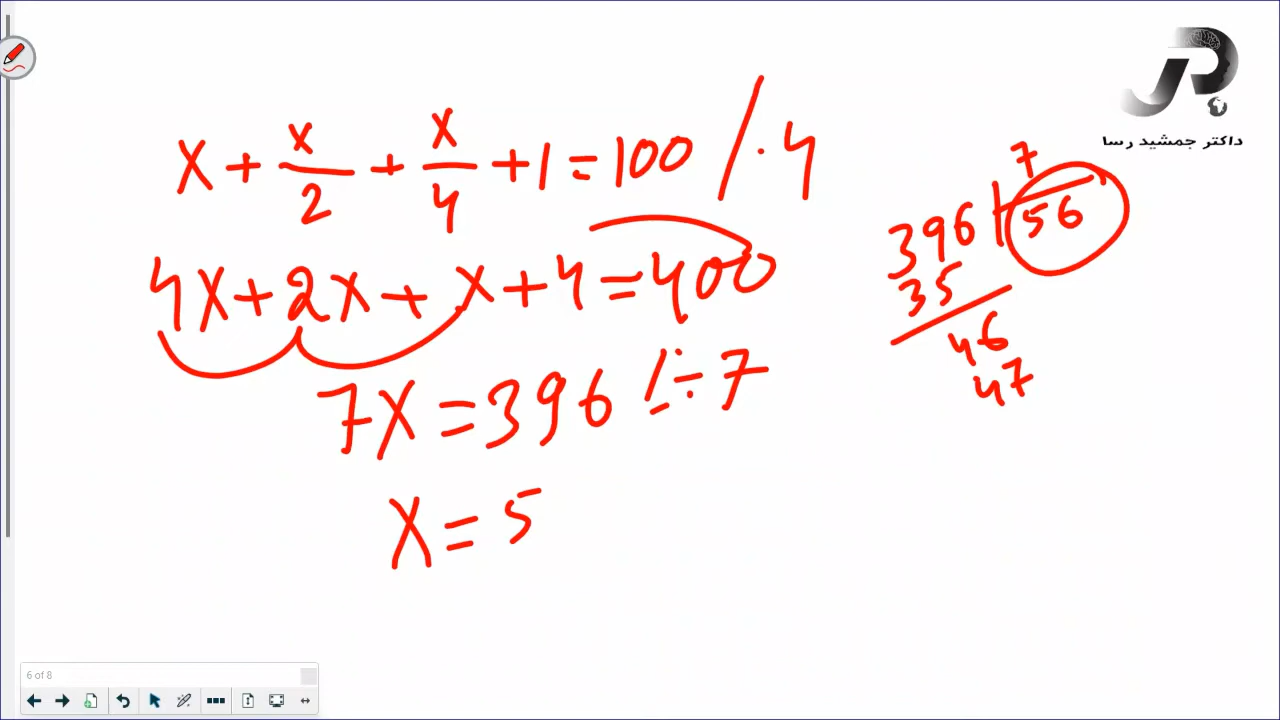 x + x/2 + x/4 + 1 = 100 / · 4
4x + 2x + x + 4 = 400
7x = 396 / ÷ 7
x = 5
7
396 56
35
46
47
داکتر جمشید رسا
6 of 8